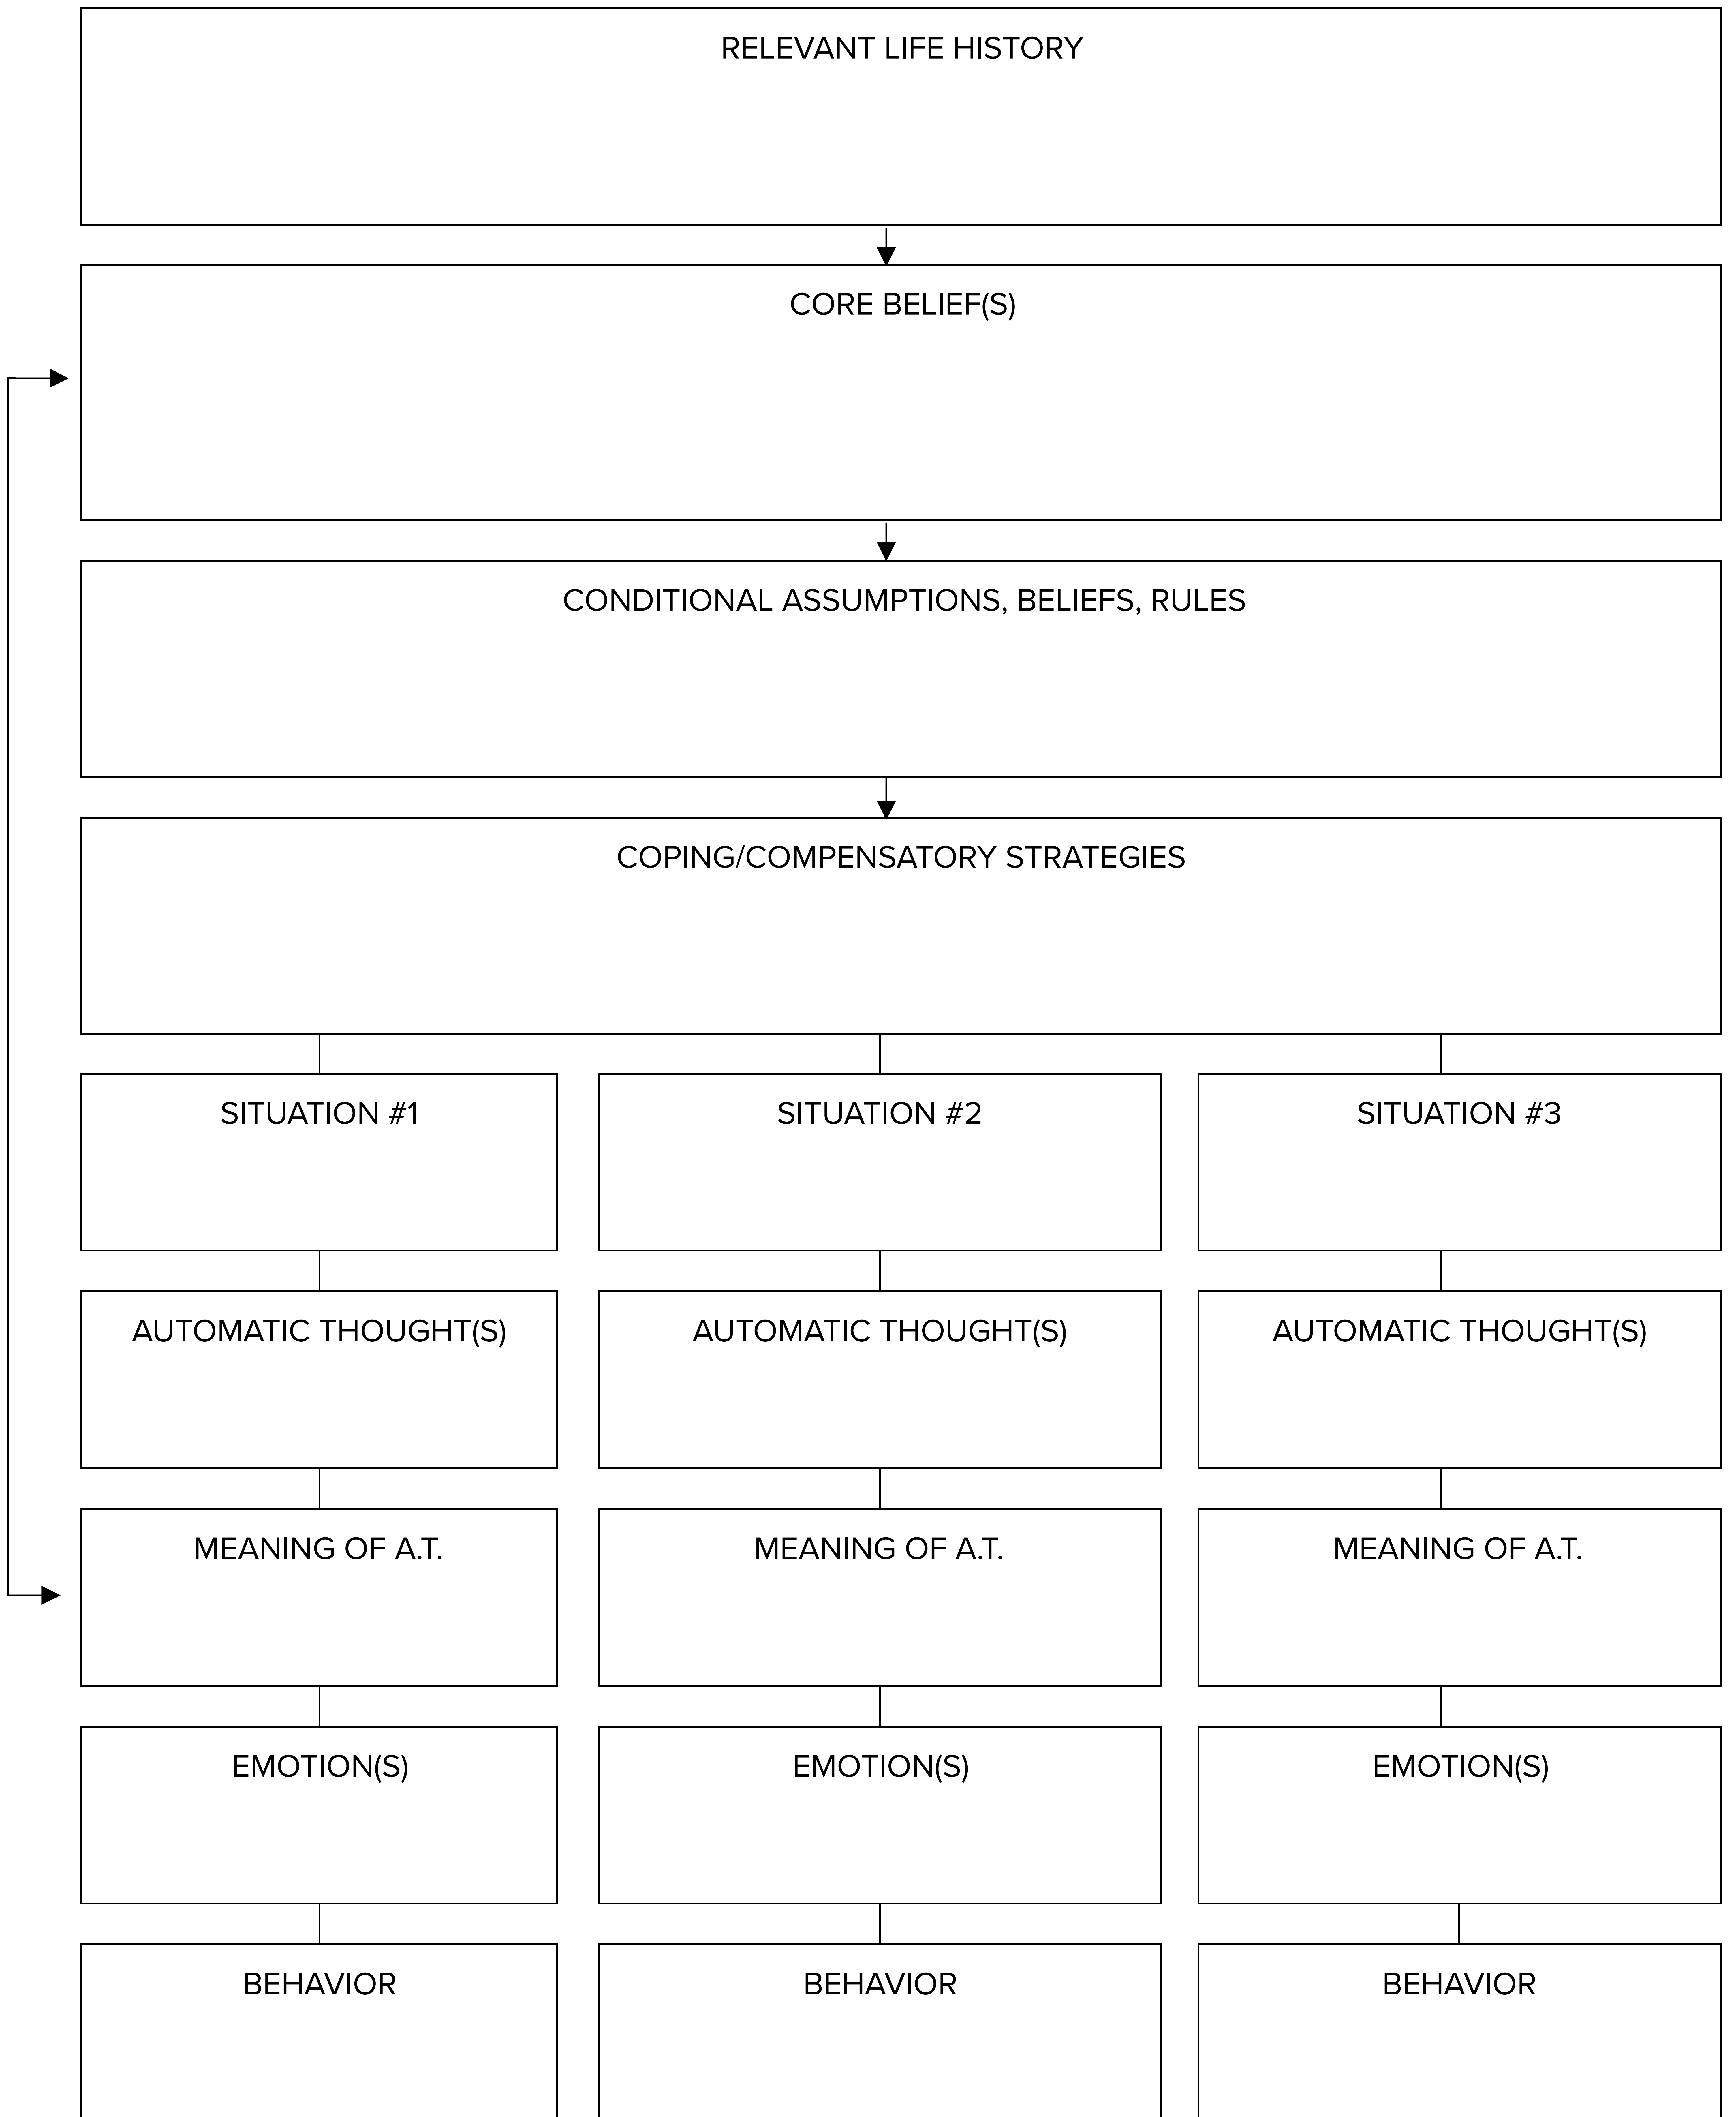 RELEVANT LIFE HISTORY
CORE BELIEF(S)
CONDITIONAL ASSUMPTIONS, BELIEFS, RULES
COPING/COMPENSATORY STRATEGIES
SITUATION #1
SITUATION #2
SITUATION #3
AUTOMATIC THOUGHT(S)
AUTOMATIC THOUGHT(S)
AUTOMATIC THOUGHT(S)
MEANING OF A.T.
MEANING OF A.T.
MEANING OF A.T.
EMOTION(S)
EMOTION(S)
EMOTION(S)
BEHAVIOR
BEHAVIOR
BEHAVIOR